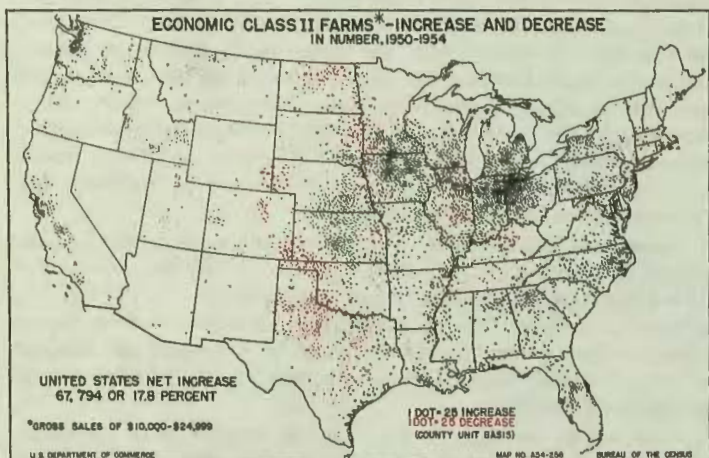 ECONOMIC CLASS II FARMS*-INCREASE AND DECREASE
IN NUMBER, 1950-1954
UNITED STATES NET INCREASE
67,794 OR 17.8 PERCENT
*GROSS SALES OF $10,000-$24,999
1 DOT=25 INCREASE
1 DOT=25 DECREASE
(COUNTY UNIT BASIS)
U.S. DEPARTMENT OF COMMERCE
MAP NO. A54-256
BUREAU OF THE CENSUS